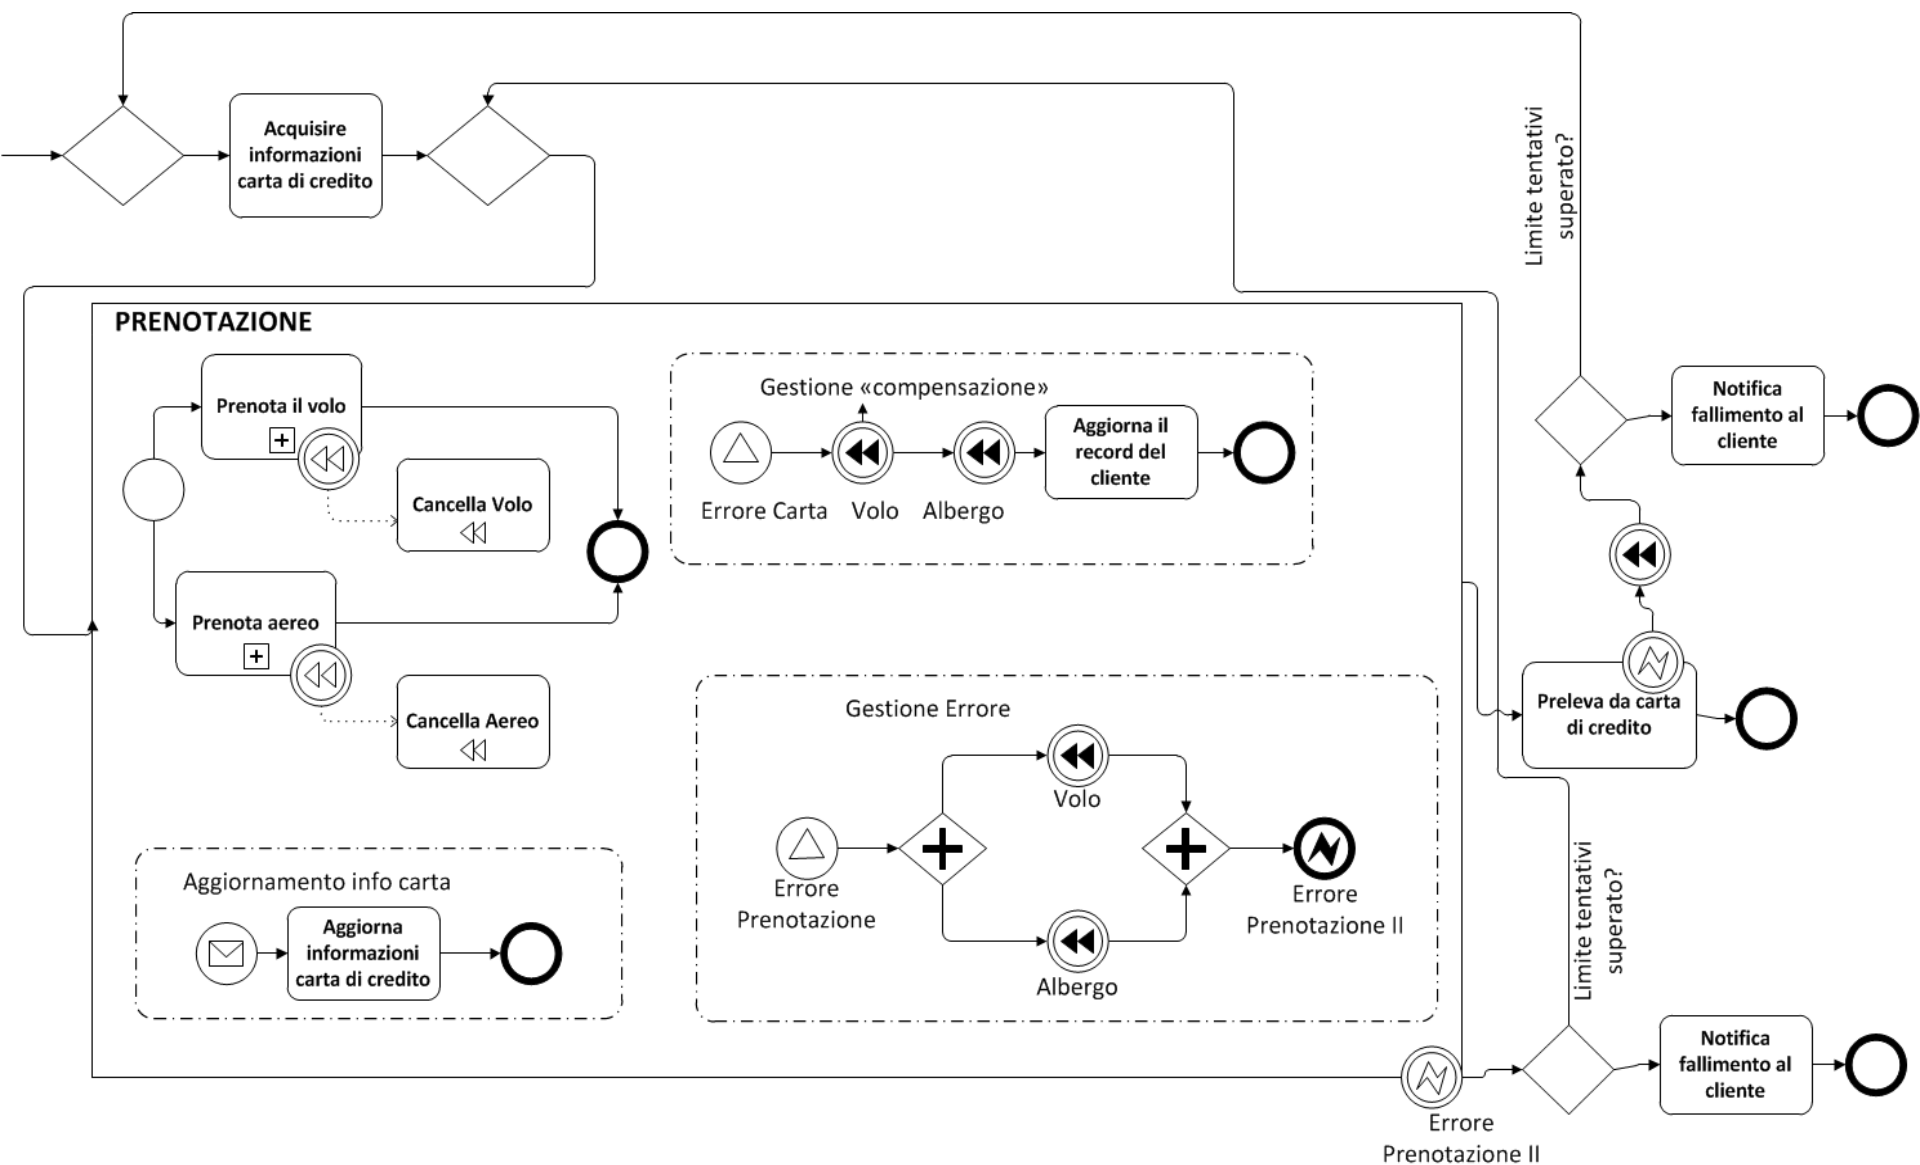 Acquisire
informazioni
carta di credito
Limite tentativi
superato?
PRENOTAZIONE
Prenota il volo
Cancella Volo
Prenota aereo
Cancella Aereo
Gestione «compensazione»
Errore Carta
Volo
Albergo
Aggiorna il
record del
cliente
Notifica
fallimento al
cliente
Preleva da carta
di credito
Gestione Errore
Volo
Errore
Prenotazione
Albergo
Errore
Prenotazione II
Aggiornamento info carta
Aggiorna
informazioni
carta di credito
Limite tentativi
superato?
Notifica
fallimento al
cliente
Errore
Prenotazione II